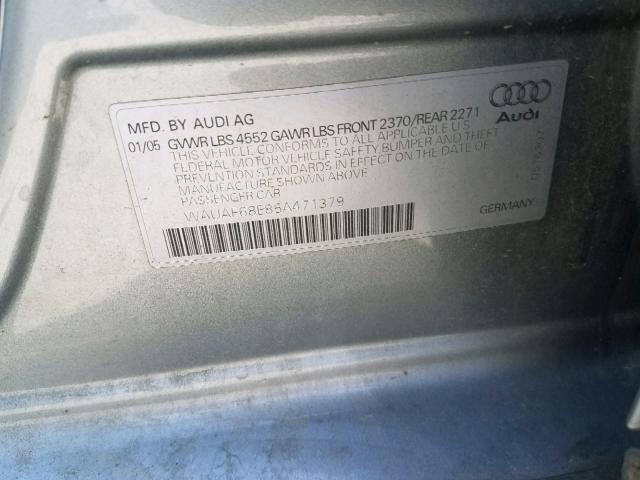 MFD. BY AUDI AG
01/05 GVWR LBS 4552 GAWR LBS FRONT 2370/REAR 2271
THIS VEHICLE CONFORMS TO ALL APPLICABLE U.S.
FEDERAL MOTOR VEHICLE SAFETY BUMPER AND THEFT
PREVENTION STANDARDS IN EFFECT ON THE DATE OF
MANUFACTURE SHOWN ABOVE
PASSENGER CAR
WAUAF68E85A471379
Audi
GERMANY